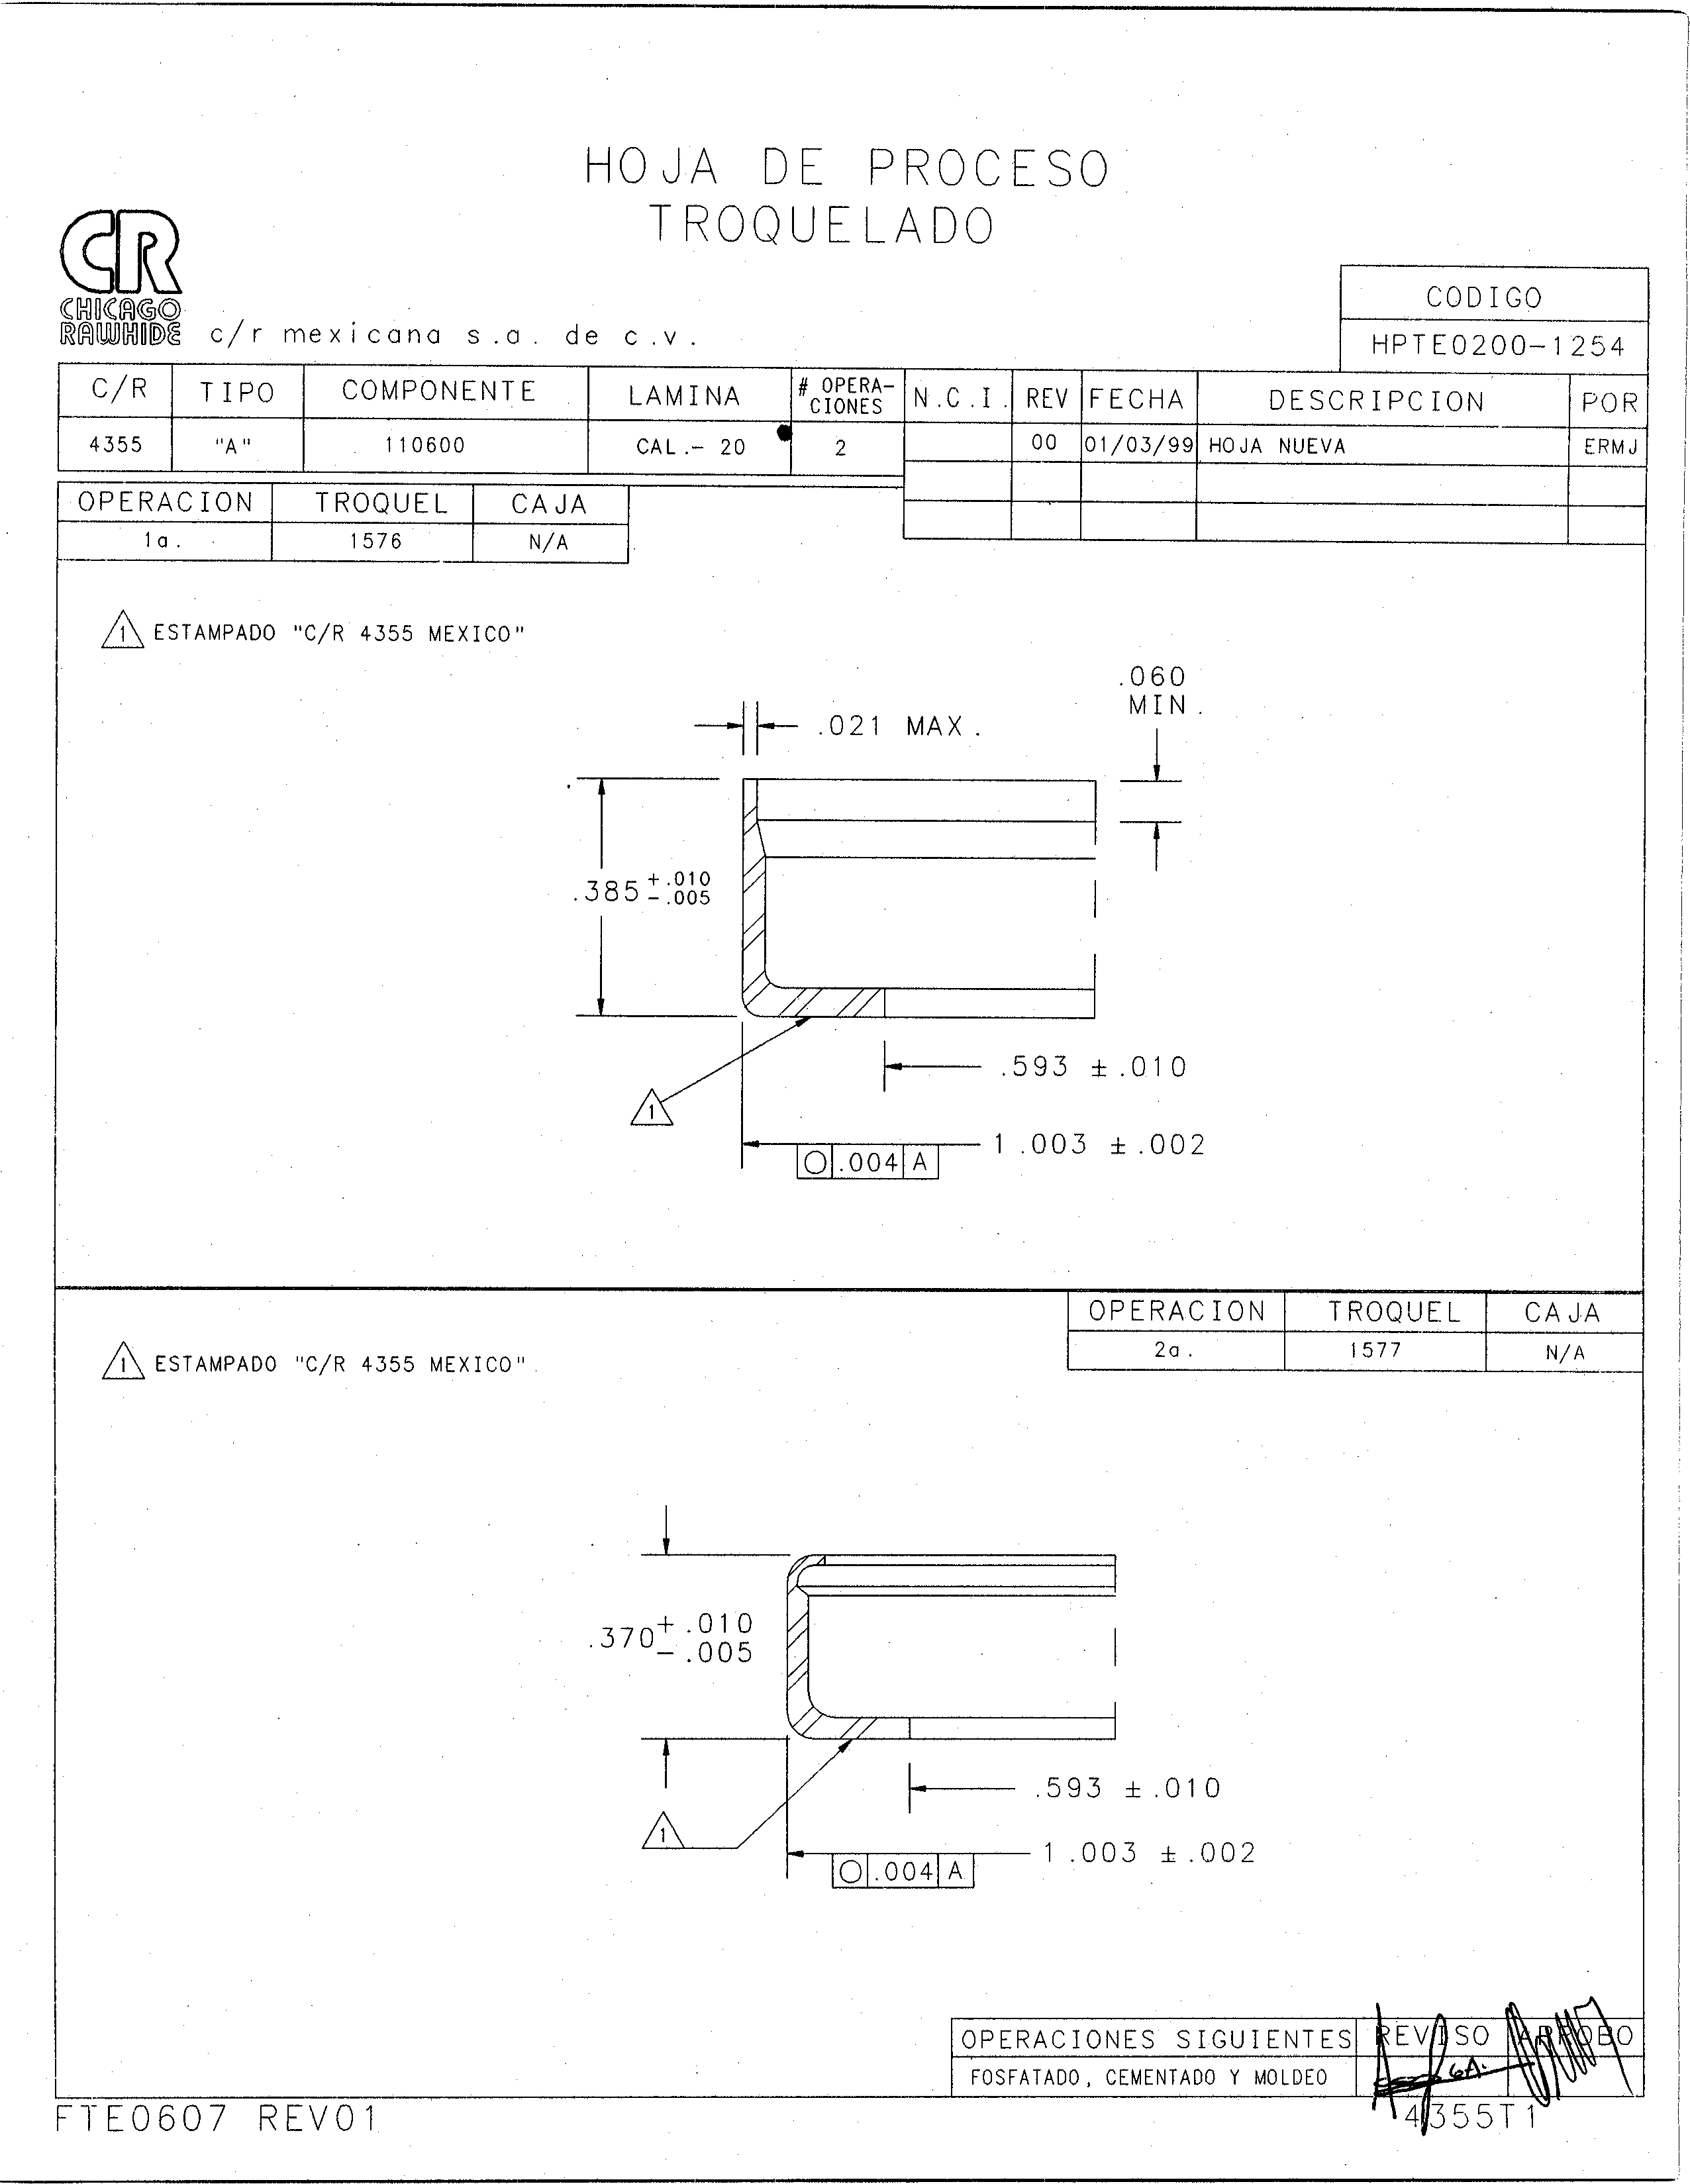 HOJA DE PROCESO
TROQUELADO
CR
CHICAGO
RAWHIDE
c/r mexicana s.a. de c.v.
CODIGO
HPTE0200-1254
C/R TIPO COMPONENTE LAMINA # OPERA-CIONES N.C.I. REV FECHA DESCRIPCION POR
4355 "A" 110600 CAL.- 20 2 00 01/03/99 HOJA NUEVA ERMJ
OPERACION TROQUEL CAJA
1a. 1576 N/A
1 ESTAMPADO "C/R 4355 MEXICO"
.060
MIN.
.021 MAX.
.385 +.010
-.005
.593 ±.010
1
1.003 ±.002
○ .004 A
OPERACION TROQUEL CAJA
2a. 1577 N/A
1 ESTAMPADO "C/R 4355 MEXICO"
.370 +.010
-.005
.593 ±.010
1
1.003 ±.002
○ .004 A
OPERACIONES SIGUIENTES REVISO APROBO
FOSFATADO, CEMENTADO Y MOLDEO
FTE0607 REV01
4355T1